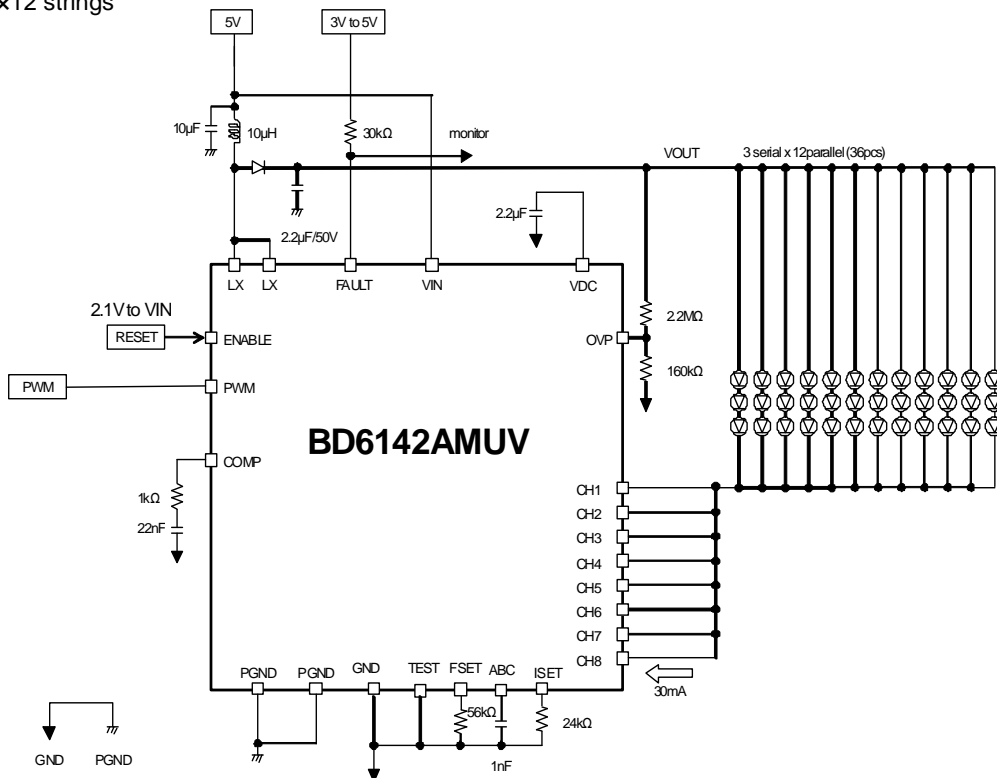 ×12 strings
5V
3V to 5V
10μF
10μH
30kΩ
monitor
VOUT
3 serial x 12parallel (36pcs)
2.2μF
2.2μF/50V
LX
LX
FAULT
VIN
VDC
2.1V to VIN
RESET
ENABLE
2.2MΩ
OVP
PWM
PWM
160kΩ
BD6142AMUV
COMP
1kΩ
22nF
CH1
CH2
CH3
CH4
CH5
CH6
CH7
CH8
30mA
PGND
PGND
GND
TEST
FSET
ABC
ISET
56kΩ
24kΩ
1nF
GND
PGND